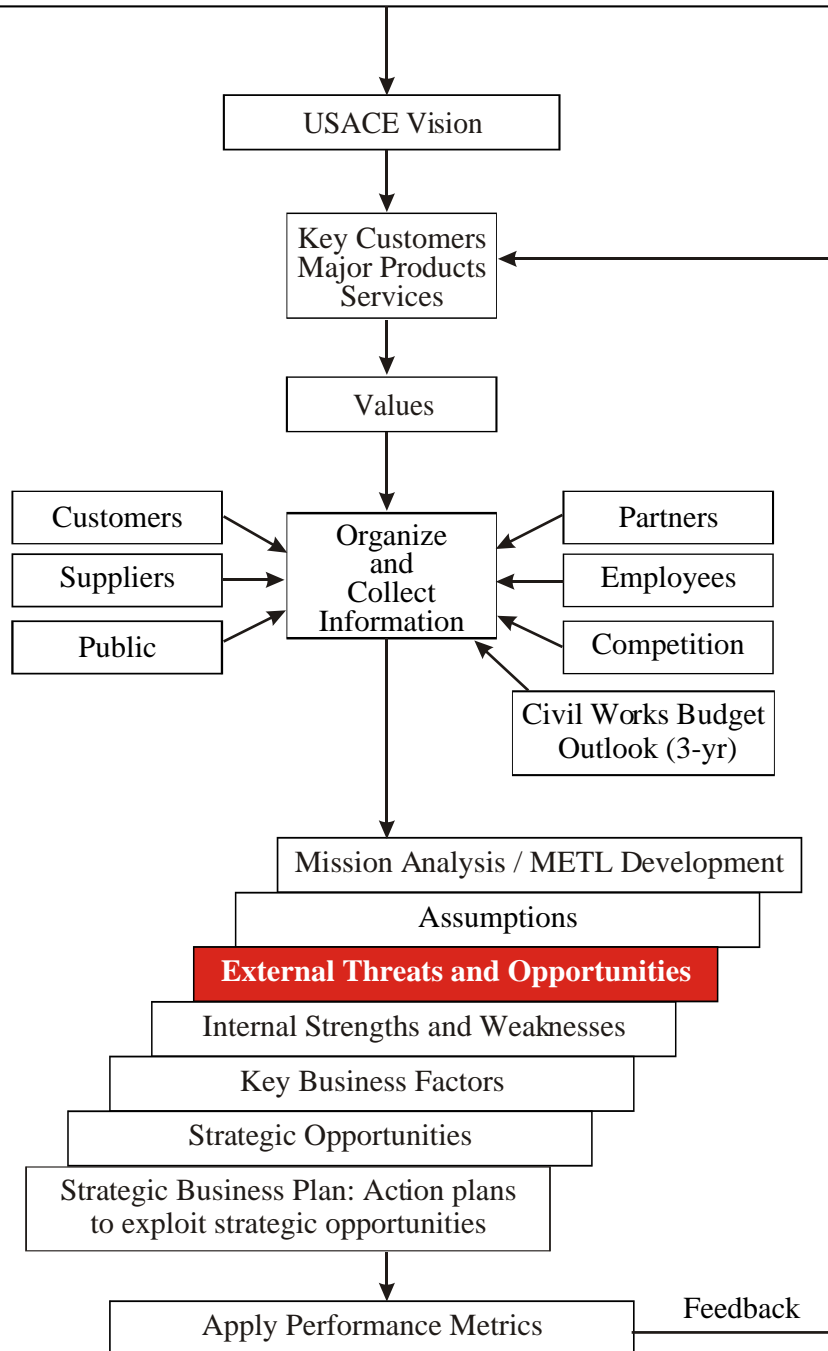 USACE Vision
Key Customers
Major Products
Services
Values
Customers
Suppliers
Public
Organize
and
Collect
Information
Partners
Employees
Competition
Civil Works Budget
Outlook (3-yr)
Mission Analysis / METL Development
Assumptions
External Threats and Opportunities
Internal Strengths and Weaknesses
Key Business Factors
Strategic Opportunities
Strategic Business Plan: Action plans
to exploit strategic opportunities
Apply Performance Metrics
Feedback